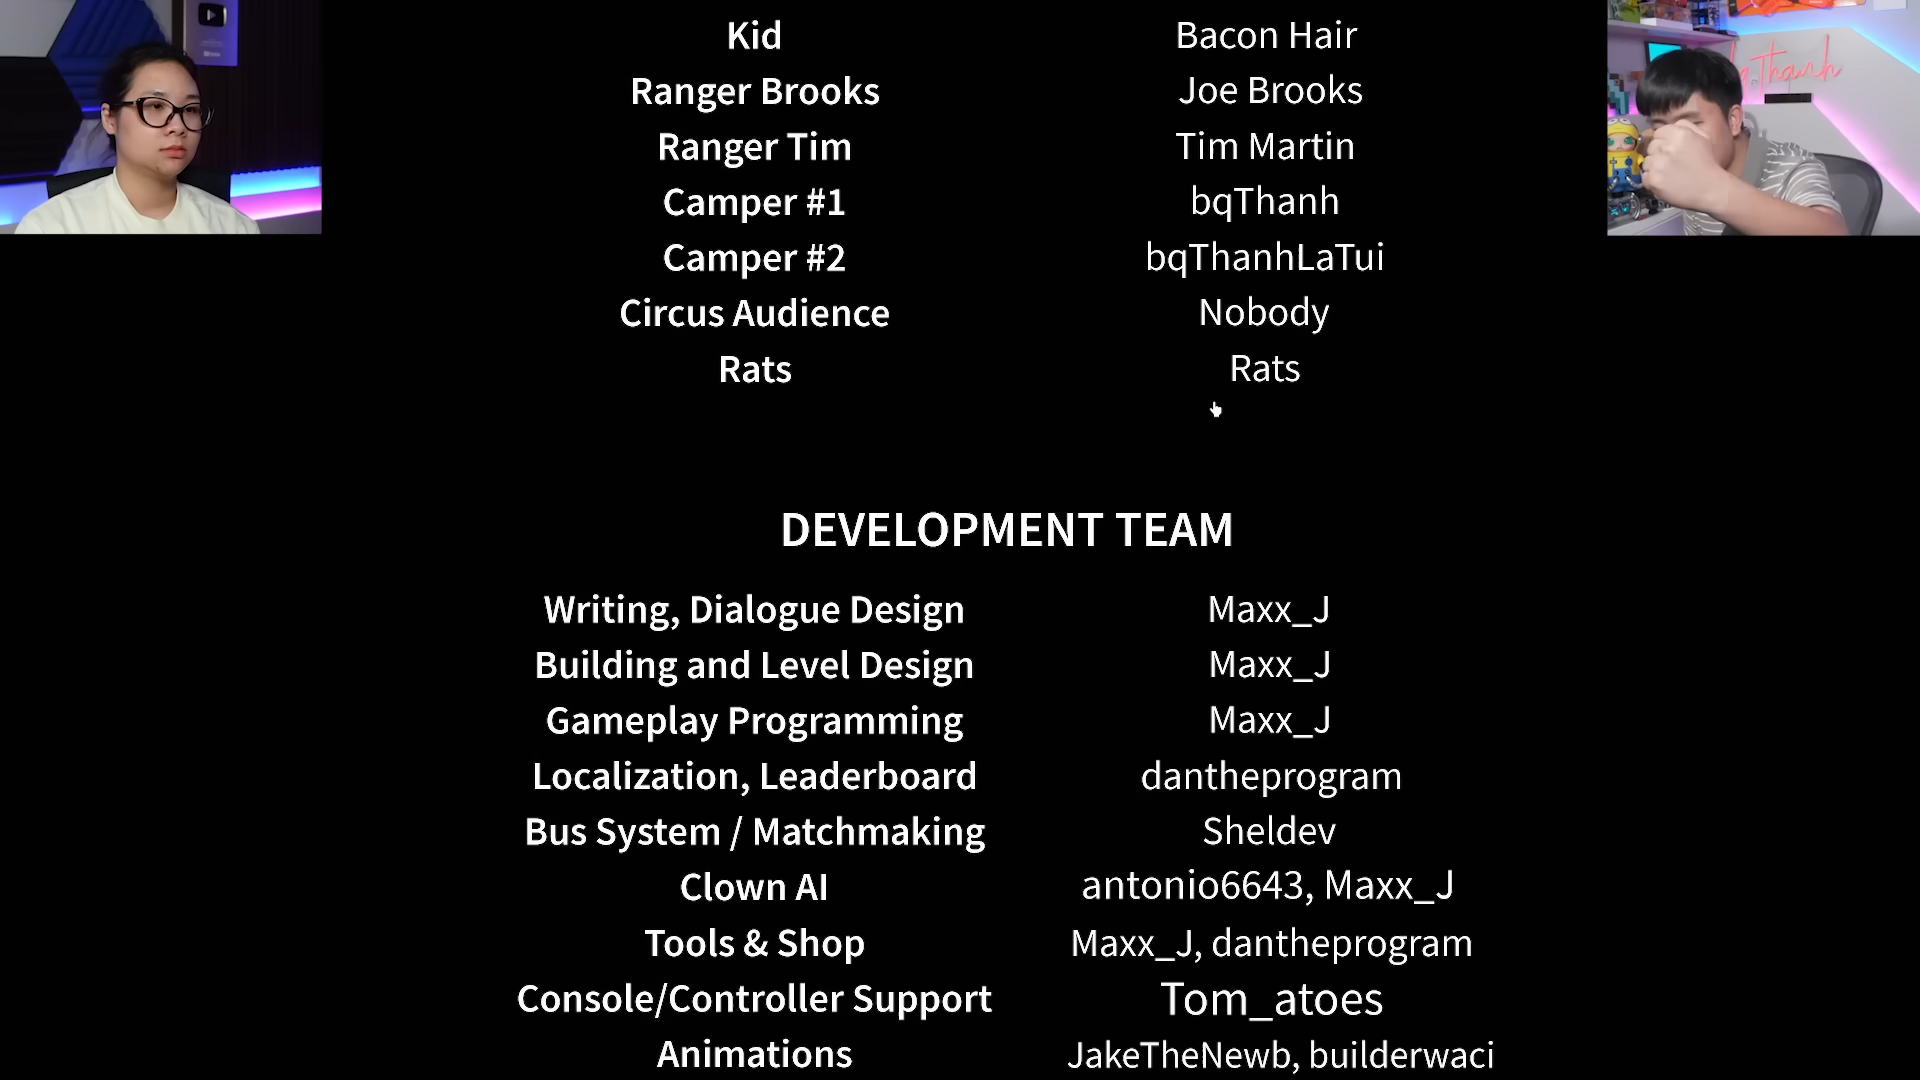 Kid Bacon Hair
Ranger Brooks Joe Brooks
Ranger Tim Tim Martin
Camper #1 bqThanh
Camper #2 bqThanhLaTui
Circus Audience Nobody
Rats Rats
DEVELOPMENT TEAM
Writing, Dialogue Design Maxx_J
Building and Level Design Maxx_J
Gameplay Programming Maxx_J
Localization, Leaderboard dantheprogram
Bus System / Matchmaking Sheldev
Clown AI antonio6643, Maxx_J
Tools & Shop Maxx_J, dantheprogram
Console/Controller Support Tom_atoes
Animations JakeTheNewb, builderwaci